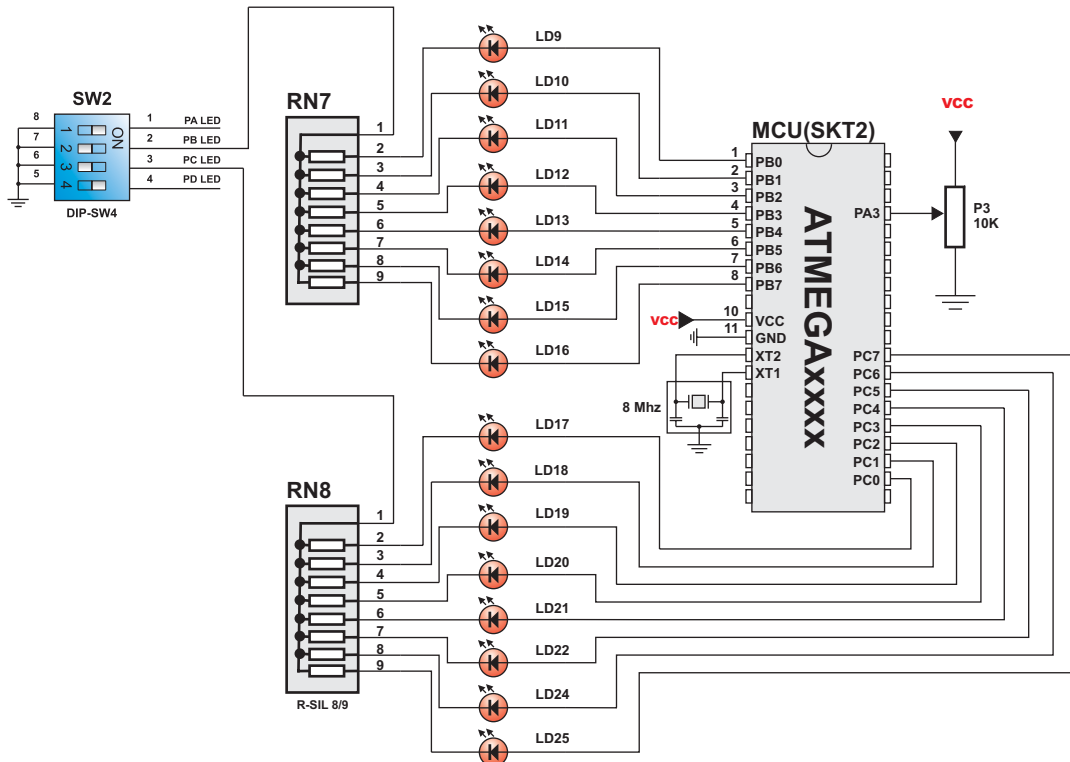 SW2
8
7
6
5
1
2
3
4
ON
1
2
3
4
PA LED
PB LED
PC LED
PD LED
DIP-SW4
RN7
1
2
3
4
5
6
7
8
9
LD9
LD10
LD11
LD12
LD13
LD14
LD15
LD16
MCU(SKT2)
1
2
3
4
5
6
7
8
10
11
PB0
PB1
PB2
PB3
PB4
PB5
PB6
PB7
VCC
GND
XT2
XT1
VCC
8 Mhz
ATMEGAxxxx
PA3
PC7
PC6
PC5
PC4
PC3
PC2
PC1
PC0
VCC
P3
10K
RN8
1
2
3
4
5
6
7
8
9
R-SIL 8/9
LD17
LD18
LD19
LD20
LD21
LD22
LD24
LD25